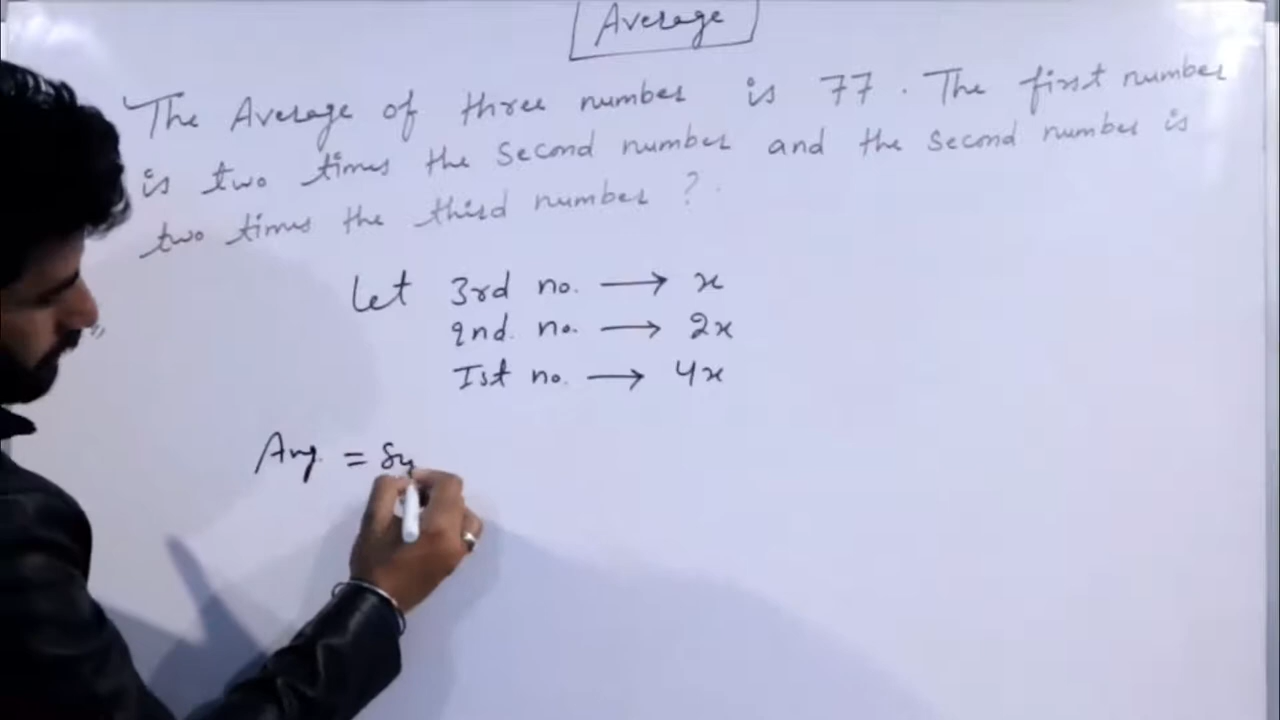 Average
The Average of three number is 77. The first number
is two times the second number and the second number is
two times the third number ?
Let 3rd no. → x
2nd. no. → 2x
Ist no. → 4x
Avg. = Su